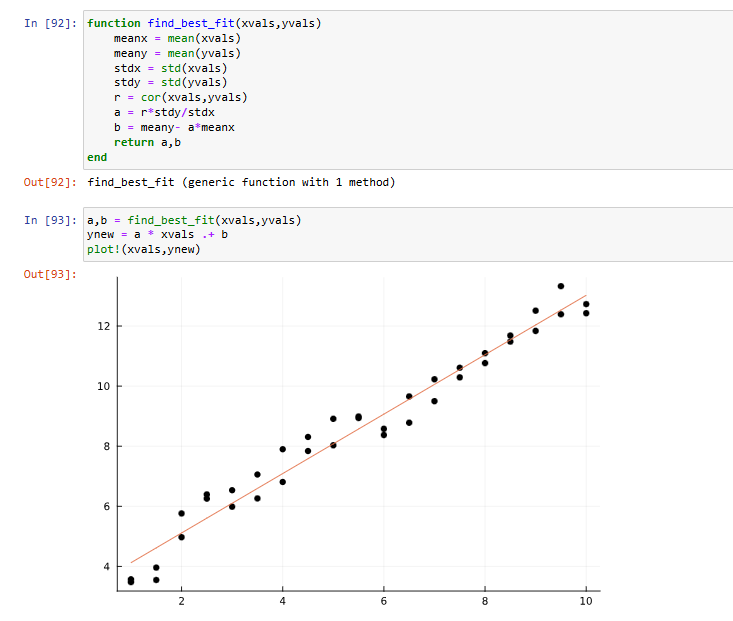 In [92]: function find_best_fit(xvals,yvals)
    meanx = mean(xvals)
    meany = mean(yvals)
    stdx = std(xvals)
    stdy = std(yvals)
    r = cor(xvals,yvals)
    a = r*stdy/stdx
    b = meany- a*meanx
    return a,b
end
Out[92]: find_best_fit (generic function with 1 method)
In [93]: a,b = find_best_fit(xvals,yvals)
ynew = a * xvals .+ b
plot!(xvals,ynew)
Out[93]:
12
10
8
6
4
2 4 6 8 10